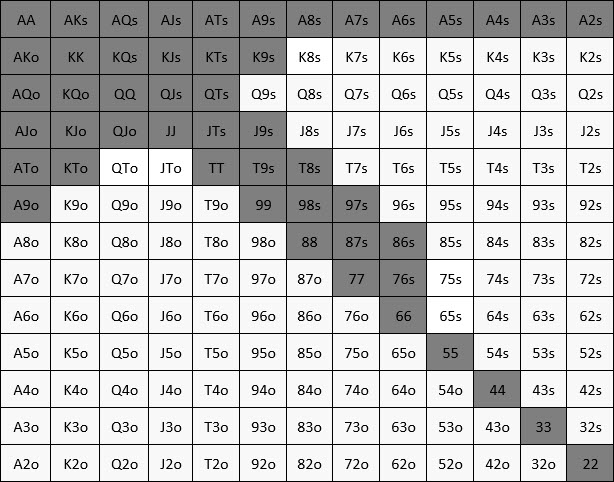 AA AKs AQs AJs ATs A9s A8s A7s A6s A5s A4s A3s A2s
AKo KK KQs KJs KTs K9s K8s K7s K6s K5s K4s K3s K2s
AQo KQo QQ QJs QTs Q9s Q8s Q7s Q6s Q5s Q4s Q3s Q2s
AJo KJo QJo JJ JTs J9s J8s J7s J6s J5s J4s J3s J2s
ATo KTo QTo JTo TT T9s T8s T7s T6s T5s T4s T3s T2s
A9o K9o Q9o J9o T9o 99 98s 97s 96s 95s 94s 93s 92s
A8o K8o Q8o J8o T8o 98o 88 87s 86s 85s 84s 83s 82s
A7o K7o Q7o J7o T7o 97o 87o 77 76s 75s 74s 73s 72s
A6o K6o Q6o J6o T6o 96o 86o 76o 66 65s 64s 63s 62s
A5o K5o Q5o J5o T5o 95o 85o 75o 65o 55 54s 53s 52s
A4o K4o Q4o J4o T4o 94o 84o 74o 64o 54o 44 43s 42s
A3o K3o Q3o J3o T3o 93o 83o 73o 63o 53o 43o 33 32s
A2o K2o Q2o J2o T2o 92o 82o 72o 62o 52o 42o 32o 22